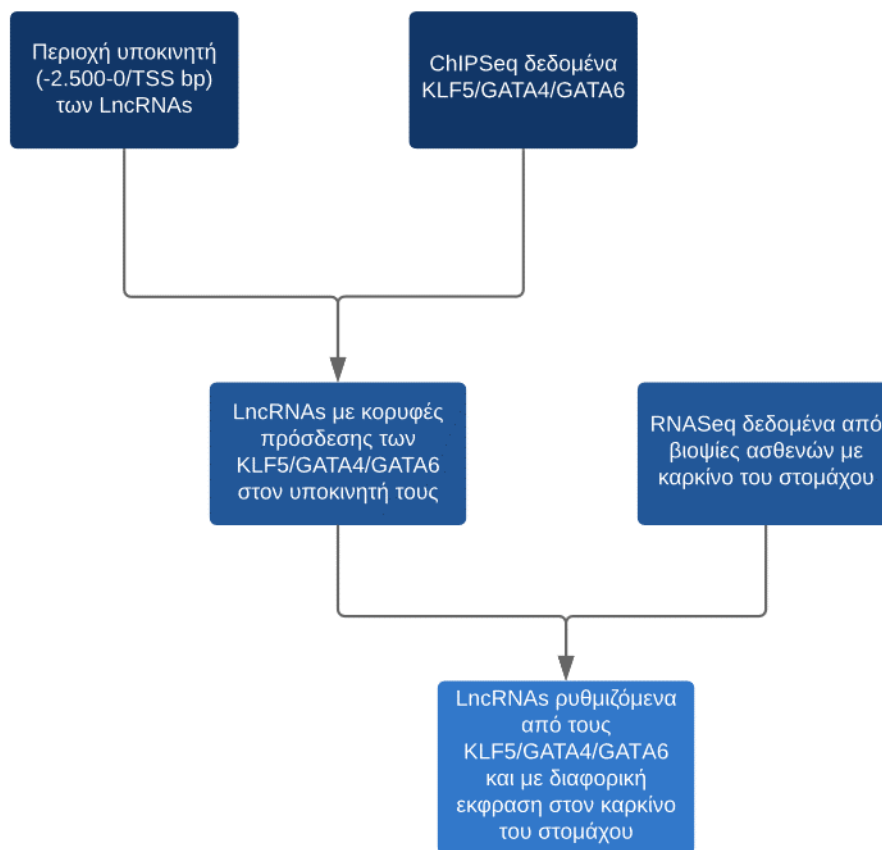 Περιοχή υποκινητή
(-2.500-0/TSS bp)
των LncRNAs
ChIPSeq δεδομένα
KLF5/GATA4/GATA6
LncRNAs με κορυφές
πρόσδεσης των
KLF5/GATA4/GATA6
στον υποκινητή τους
RNASeq δεδομένα από
βιοψίες ασθενών με
καρκίνο του στομάχου
LncRNAs ρυθμιζόμενα
από τους
KLF5/GATA4/GATA6
και με διαφορική
εκφραση στον καρκίνο
του στομάχου